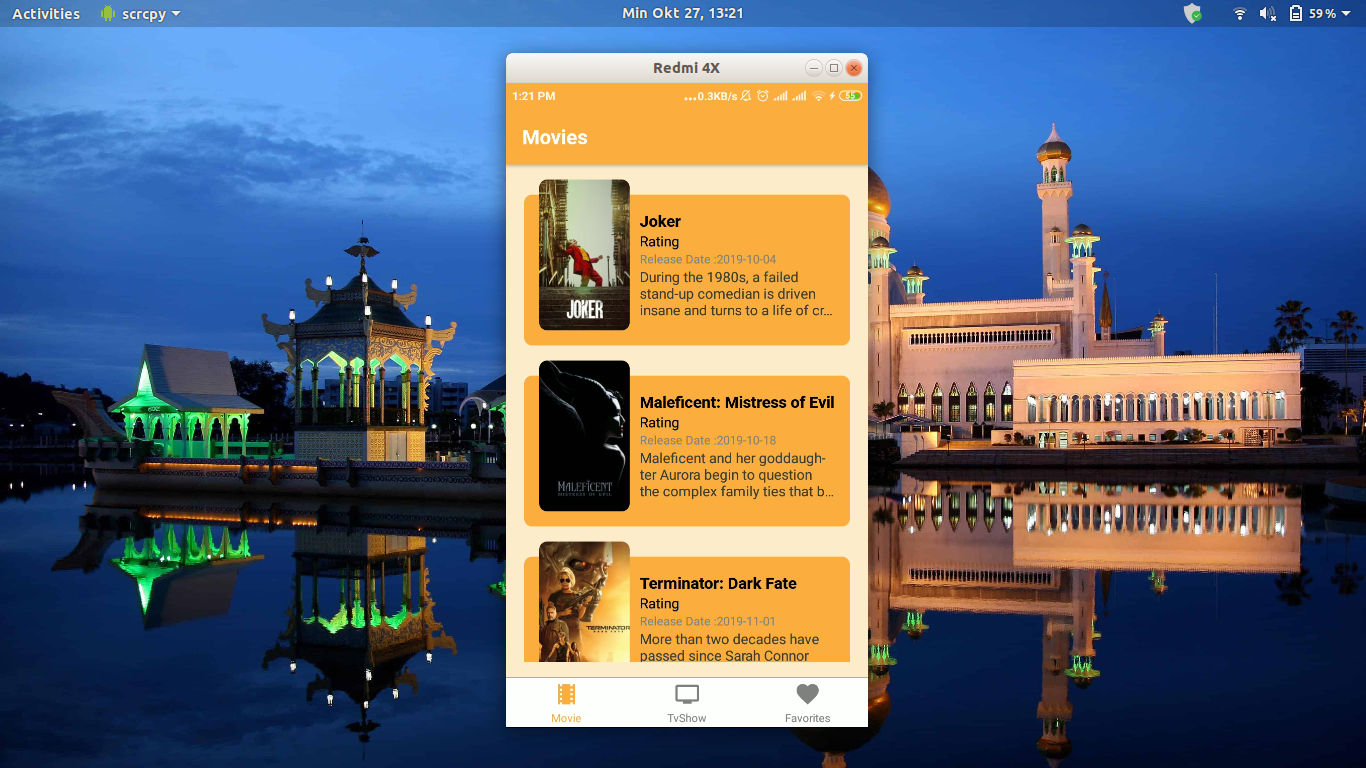 Activities
scrcpy
Min Okt 27, 13:21
59 %
Redmi 4X
1:21 PM
...0.3KB/s
55
Movies
JOKER
Joker
Rating
Release Date :2019-10-04
During the 1980s, a failed
stand-up comedian is driven
insane and turns to a life of cr...
MALEFICENT
MISTRESS OF EVIL
Maleficent: Mistress of Evil
Rating
Release Date :2019-10-18
Maleficent and her goddaugh-
ter Aurora begin to question
the complex family ties that b...
TERMINATOR
DARK FATE
Terminator: Dark Fate
Rating
Release Date :2019-11-01
More than two decades have
passed since Sarah Connor
Movie
TvShow
Favorites